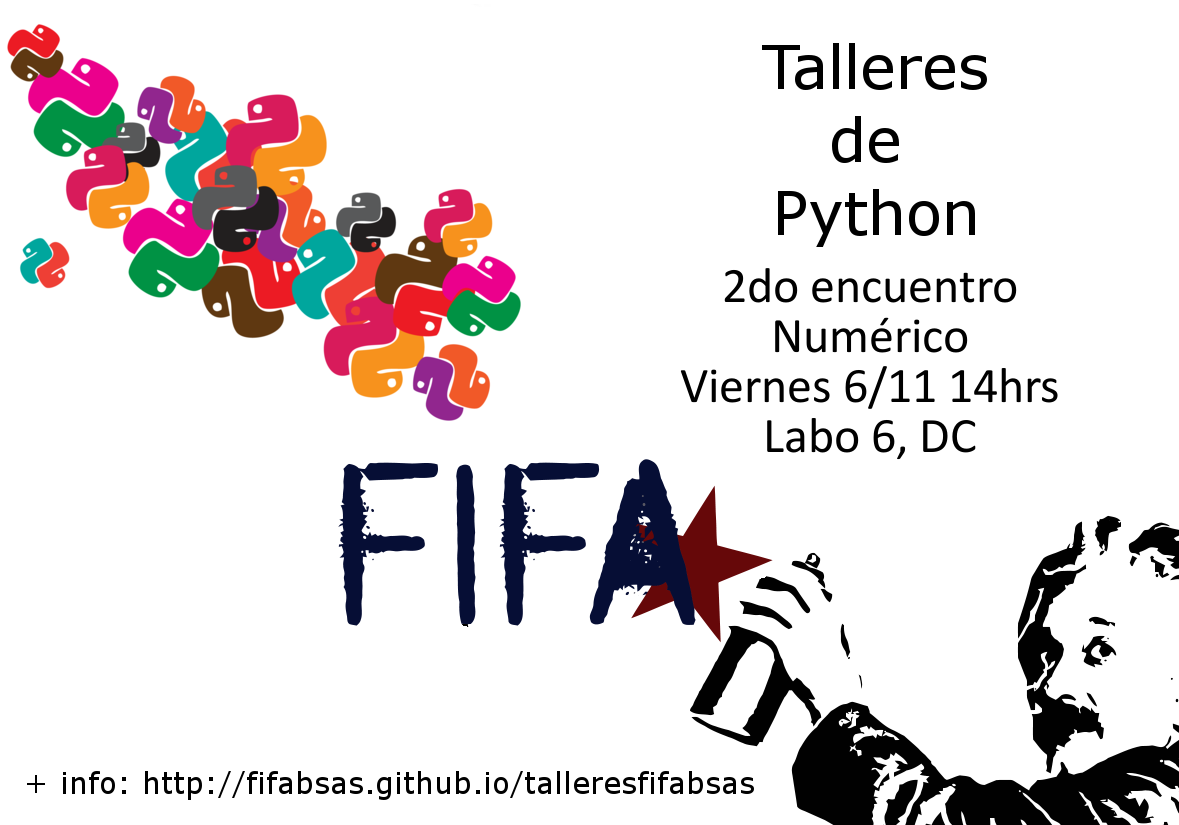 Talleres
de
Python
2do encuentro
Numérico
Viernes 6/11 14hrs
Labo 6, DC
FIFA
+ info: http://fifabsas.github.io/talleresfifabsas